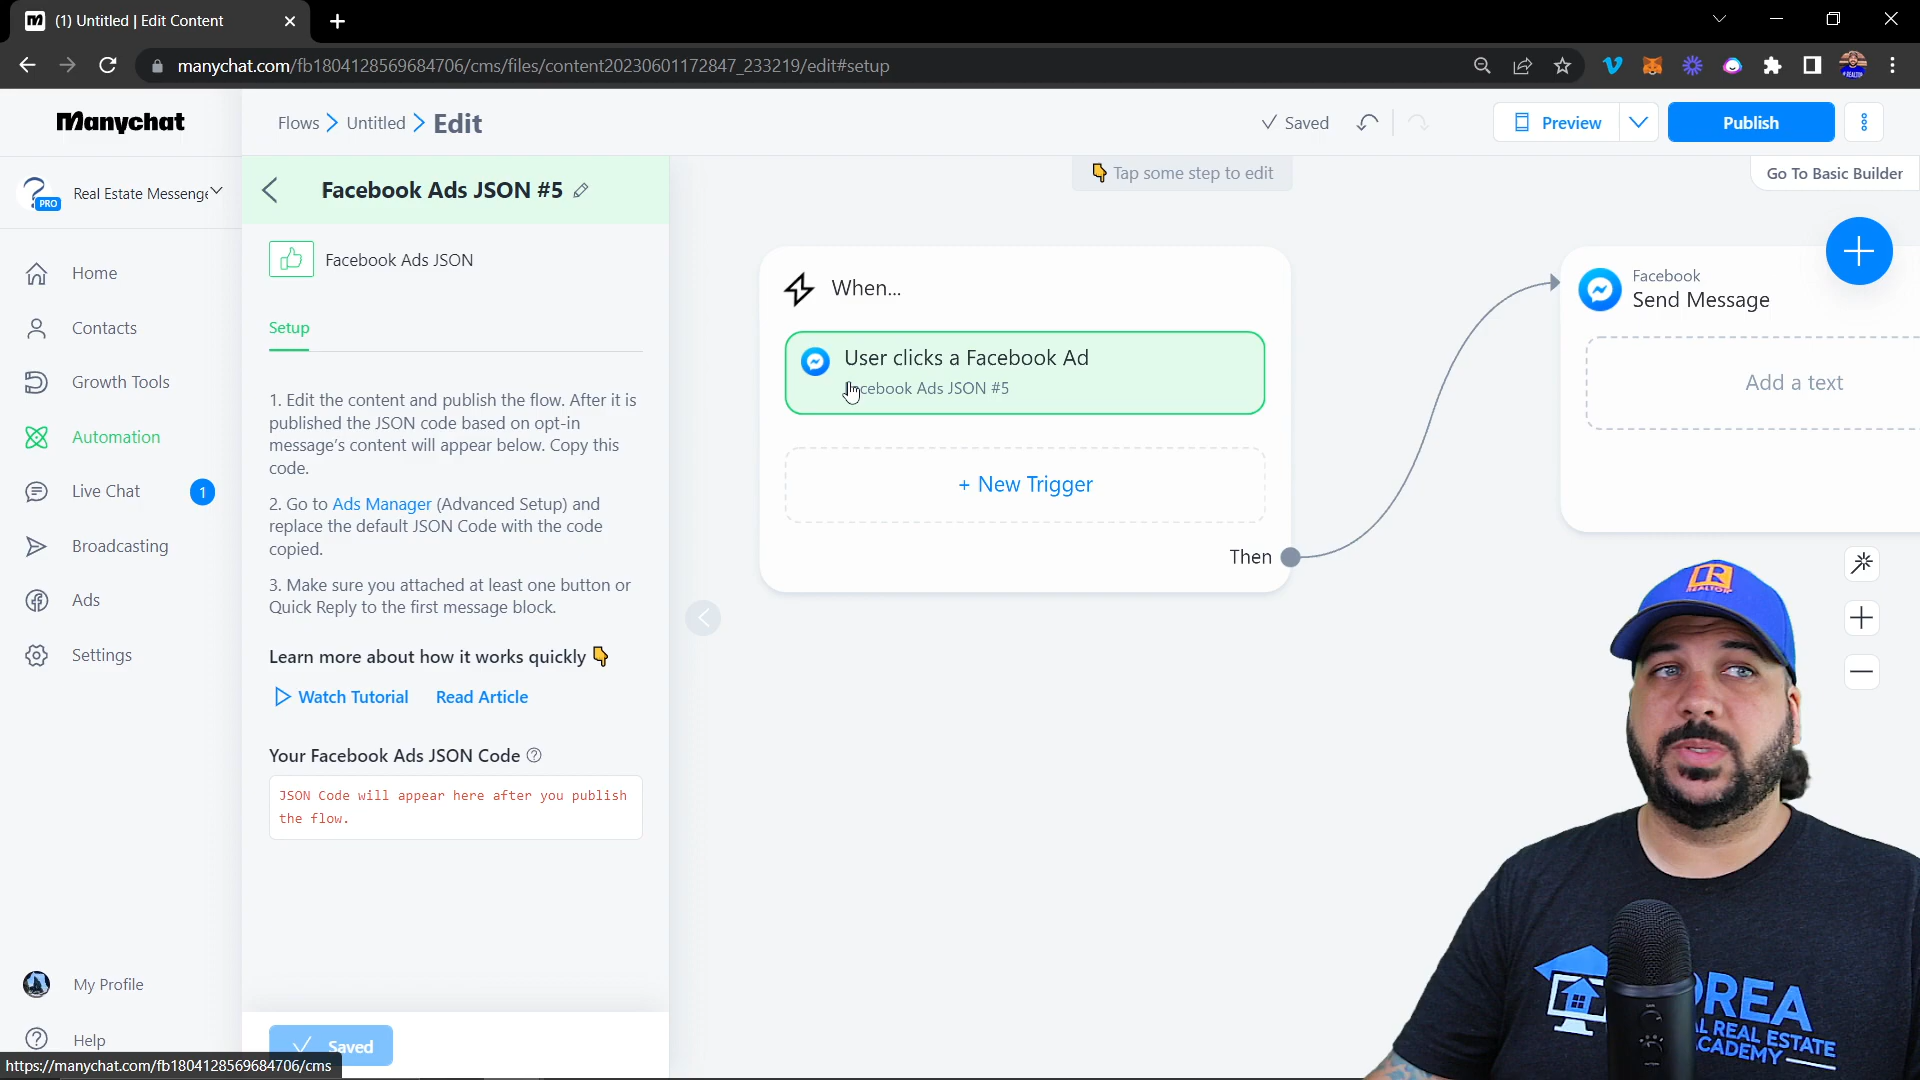 (1) Untitled | Edit Content
manychat.com/fb1804128569684706/cms/files/content20230601172847_233219/edit#setup
Manychat
Flows > Untitled > Edit
Saved
Preview
Publish
PRO
Real Estate Messenge
Facebook Ads JSON #5
Tap some step to edit
Go To Basic Builder
Home
Contacts
Growth Tools
Automation
Live Chat
1
Broadcasting
Ads
Settings
My Profile
Help
Facebook Ads JSON
Setup
1. Edit the content and publish the flow. After it is
published the JSON code based on opt-in
message's content will appear below. Copy this
code.
2. Go to Ads Manager (Advanced Setup) and
replace the default JSON Code with the code
copied.
3. Make sure you attached at least one button or
Quick Reply to the first message block.
Learn more about how it works quickly
Watch Tutorial
Read Article
Your Facebook Ads JSON Code
JSON Code will appear here after you publish
the flow.
Saved
https://manychat.com/fb1804128569684706/cms
When...
User clicks a Facebook Ad
cebook Ads JSON #5
+ New Trigger
Then
Facebook
Send Message
Add a text
R
REALTOR
REA
REAL ESTATE
ACADEMY